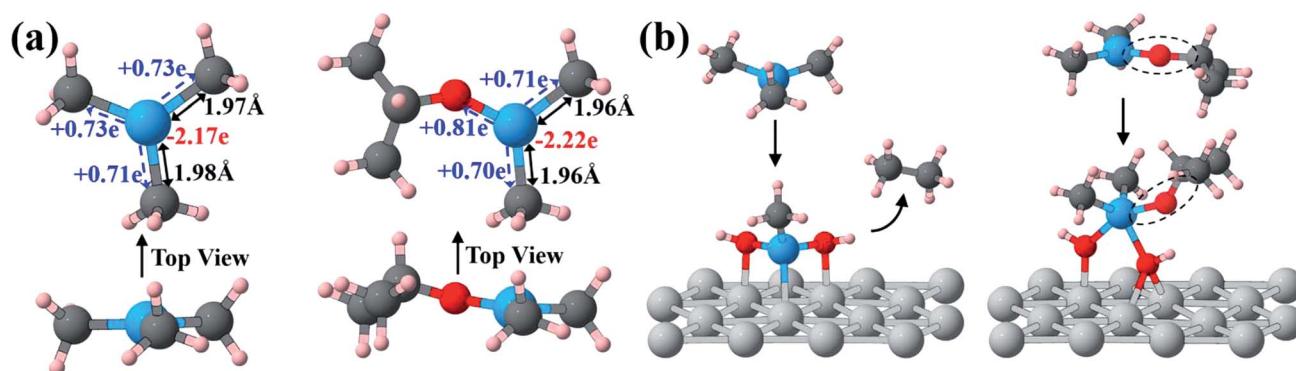 (a)
+0.73e
1.97Å
+0.73e
-2.17e
+0.71e
1.98Å
Top View
+0.71e
1.96Å
+0.81e
-2.22e
+0.70e
1.96Å
Top View
(b)